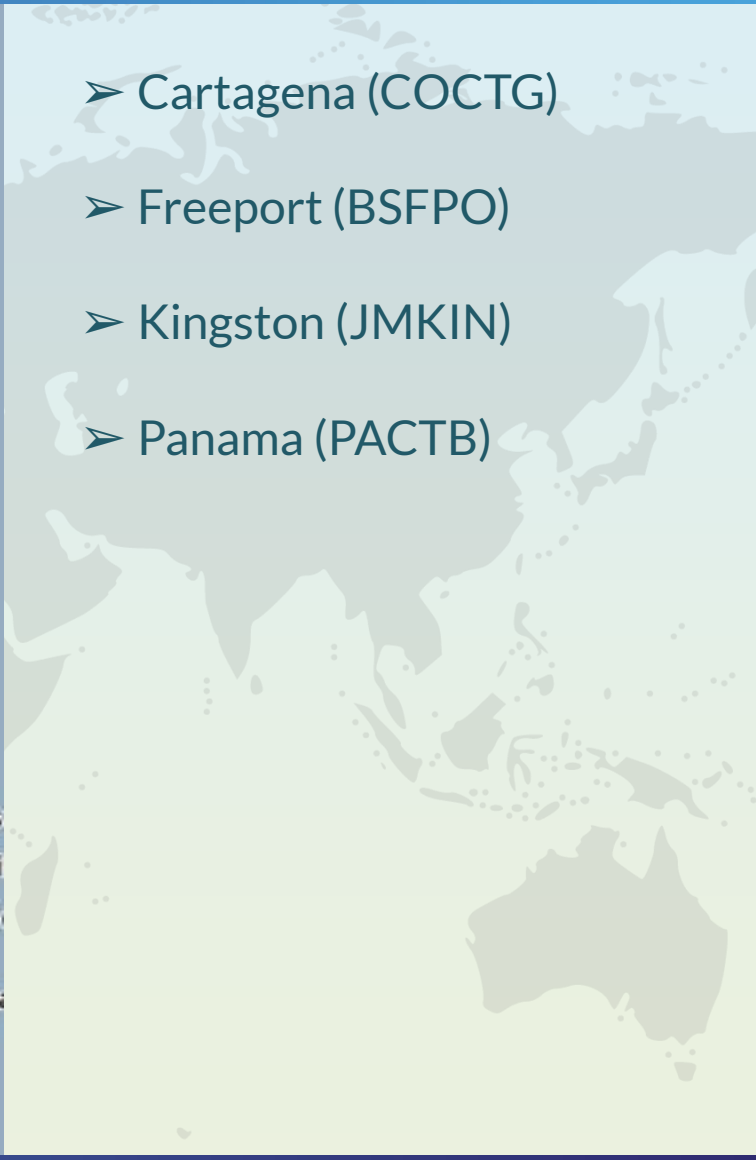 ➢ Cartagena (COCTG)
➢ Freeport (BSFPO)
➢ Kingston (JMKIN)
➢ Panama (PACTB)